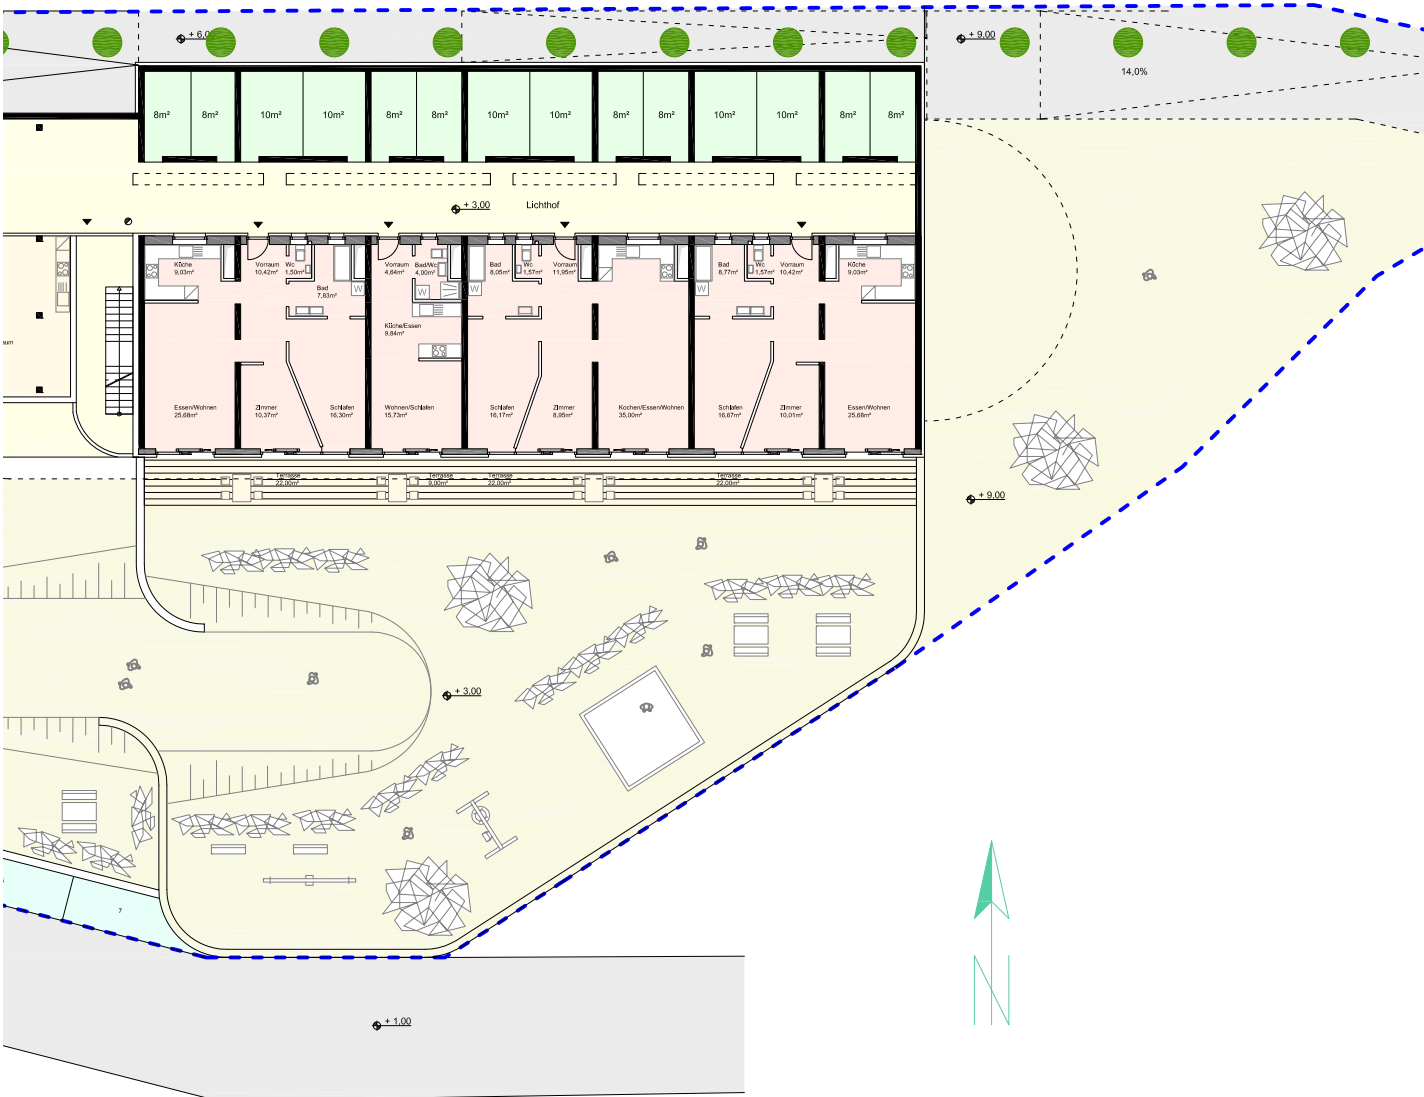 + 6,00
+ 9,00
14,0%
8m²
8m²
10m²
10m²
8m²
8m²
10m²
10m²
8m²
8m²
10m²
10m²
8m²
8m²
+ 3,00
Lichthof
Küche
9,03m²
Vorraum
10,42m²
Wc
1,50m²
Bad
7,83m²
Vorraum
4,64m²
Bad/Wc
4,00m²
Bad
8,05m²
Wc
1,57m²
Vorraum
11,95m²
Bad
8,77m²
Wc
1,57m²
Vorraum
10,42m²
Küche
9,03m²
W
W
W
W
Küche/Essen
9,84m²
Essen/Wohnen
25,68m²
Zimmer
10,37m²
Schlafen
16,30m²
Wohnen/Schlafen
15,73m²
Schlafen
16,17m²
Zimmer
8,95m²
Kochen/Essen/Wohnen
35,00m²
Schlafen
16,67m²
Zimmer
10,01m²
Essen/Wohnen
25,68m²
Terrasse
22,00m²
Terrasse
9,00m²
Terrasse
22,00m²
Terrasse
22,00m²
+ 9,00
+ 3,00
7
+ 1,00
N